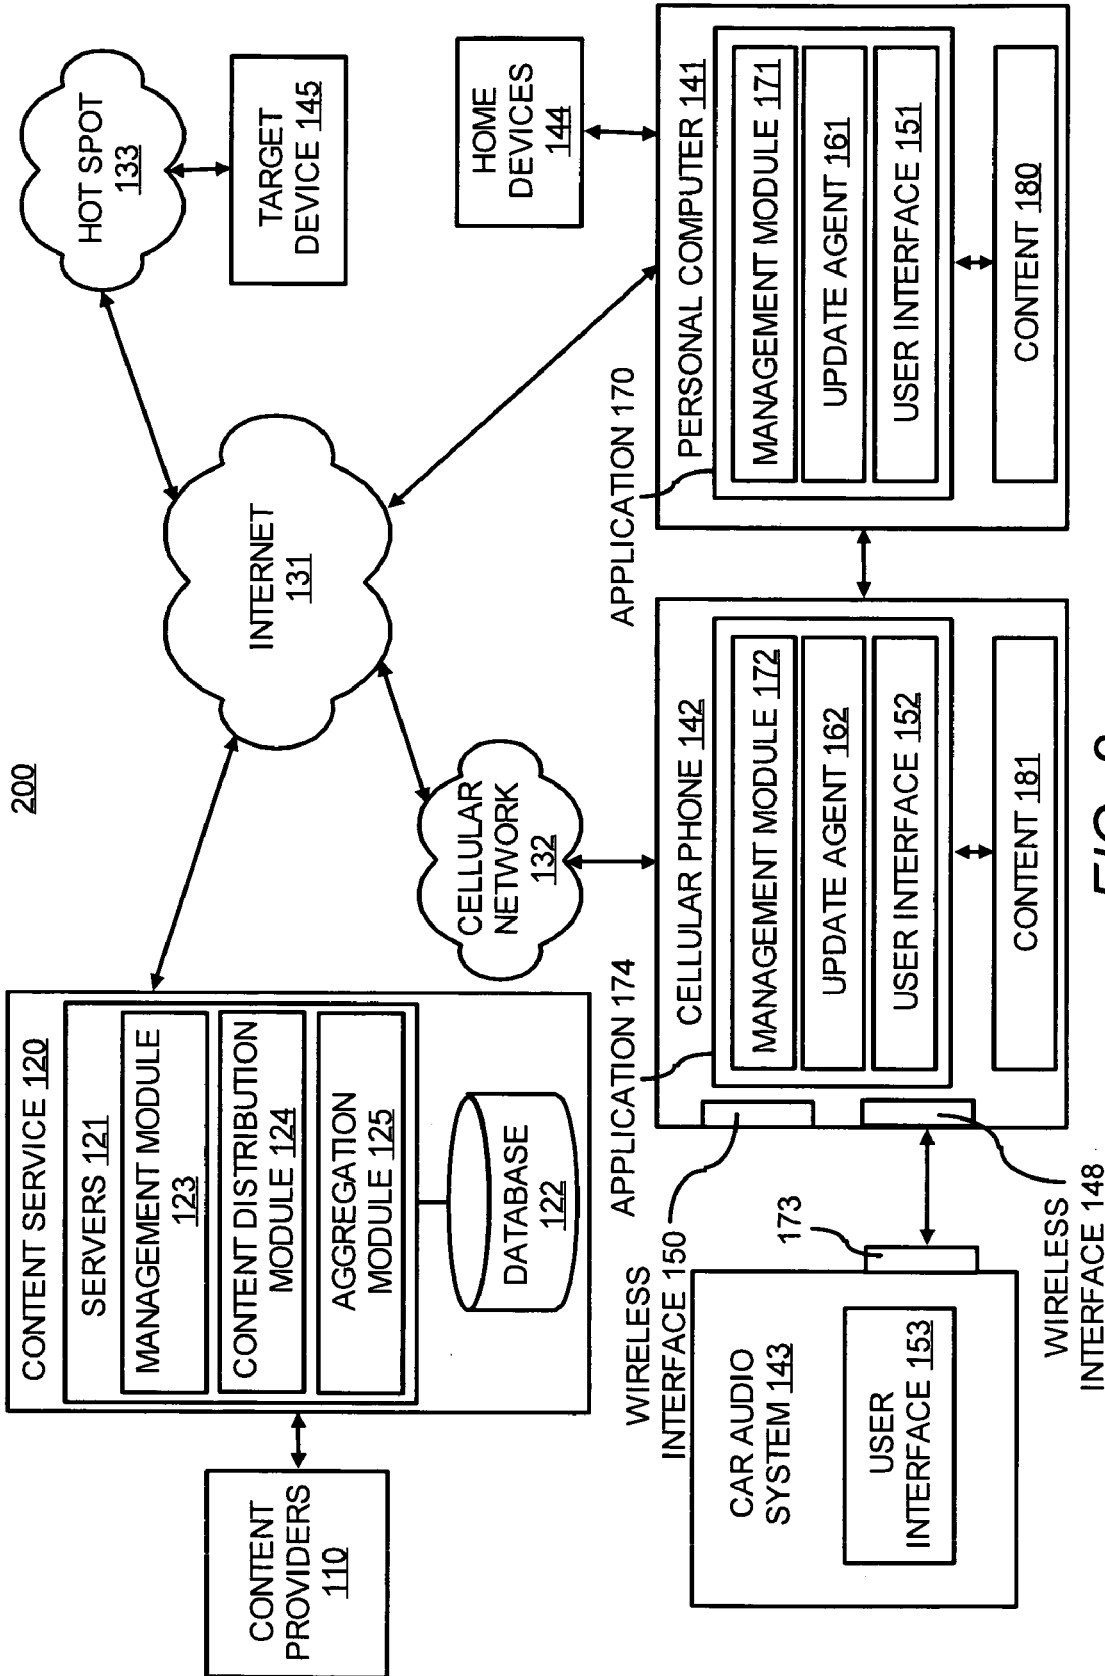 200
CONTENT
PROVIDERS
110
CONTENT SERVICE 120
SERVERS 121
MANAGEMENT MODULE
123
CONTENT DISTRIBUTION
MODULE 124
AGGREGATION
MODULE 125
DATABASE
122
INTERNET
131
HOT SPOT
133
TARGET
DEVICE 145
CELLULAR
NETWORK
132
HOME
DEVICES
144
WIRELESS
INTERFACE 150
APPLICATION 174
APPLICATION 170
CAR AUDIO
SYSTEM 143
USER
INTERFACE 153
173
CELLULAR PHONE 142
MANAGEMENT MODULE 172
UPDATE AGENT 162
USER INTERFACE 152
CONTENT 181
PERSONAL COMPUTER 141
MANAGEMENT MODULE 171
UPDATE AGENT 161
USER INTERFACE 151
CONTENT 180
WIRELESS
INTERFACE 148
FIG.